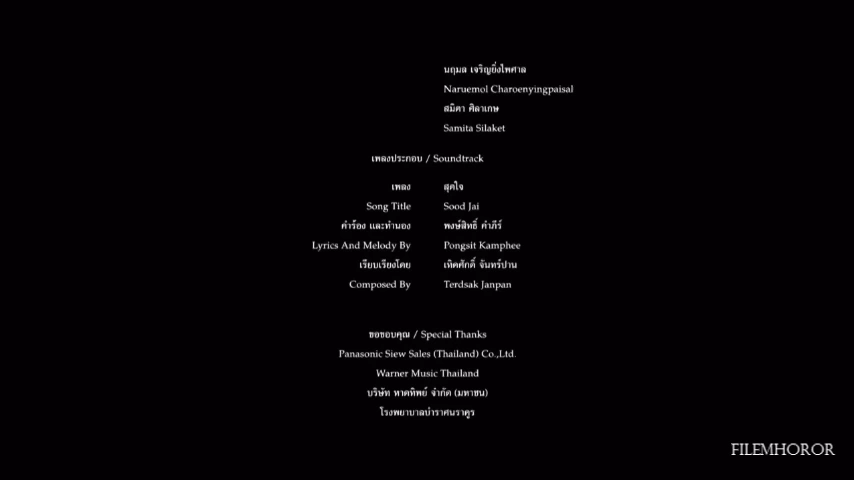 นฤมล เจริญยิ่งไพศาล
Naruemol Charoenyingpaisal
สมิตา ศิลาเกษ
Samita Silaket
เพลงประกอบ / Soundtrack
เพลง สุดใจ
Song Title Sood Jai
คำร้อง และทำนอง พงษ์สิทธิ์ คำภีร์
Lyrics And Melody By Pongsit Kamphee
เรียบเรียงโดย เทิดศักดิ์ จันทร์ปาน
Composed By Terdsak Janpan
ขอขอบคุณ / Special Thanks
Panasonic Siew Sales (Thailand) Co.,Ltd.
Warner Music Thailand
บริษัท หาดทิพย์ จำกัด (มหาชน)
โรงพยาบาลบำราศนราดูร
FILEMHOROR